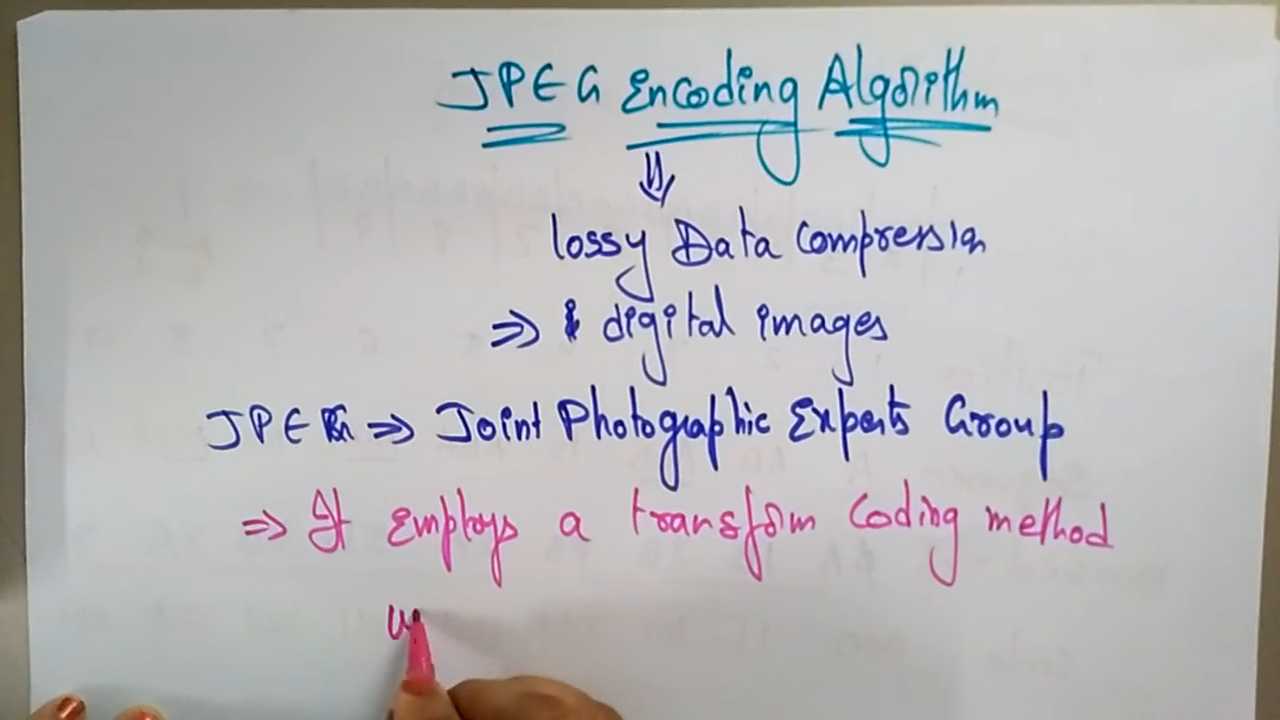 JPEG Encoding Algorithm
lossy Data Compression
⇒ digital images
JPEG ⇒ Joint Photographic Experts Group
⇒ It employs a transform coding method